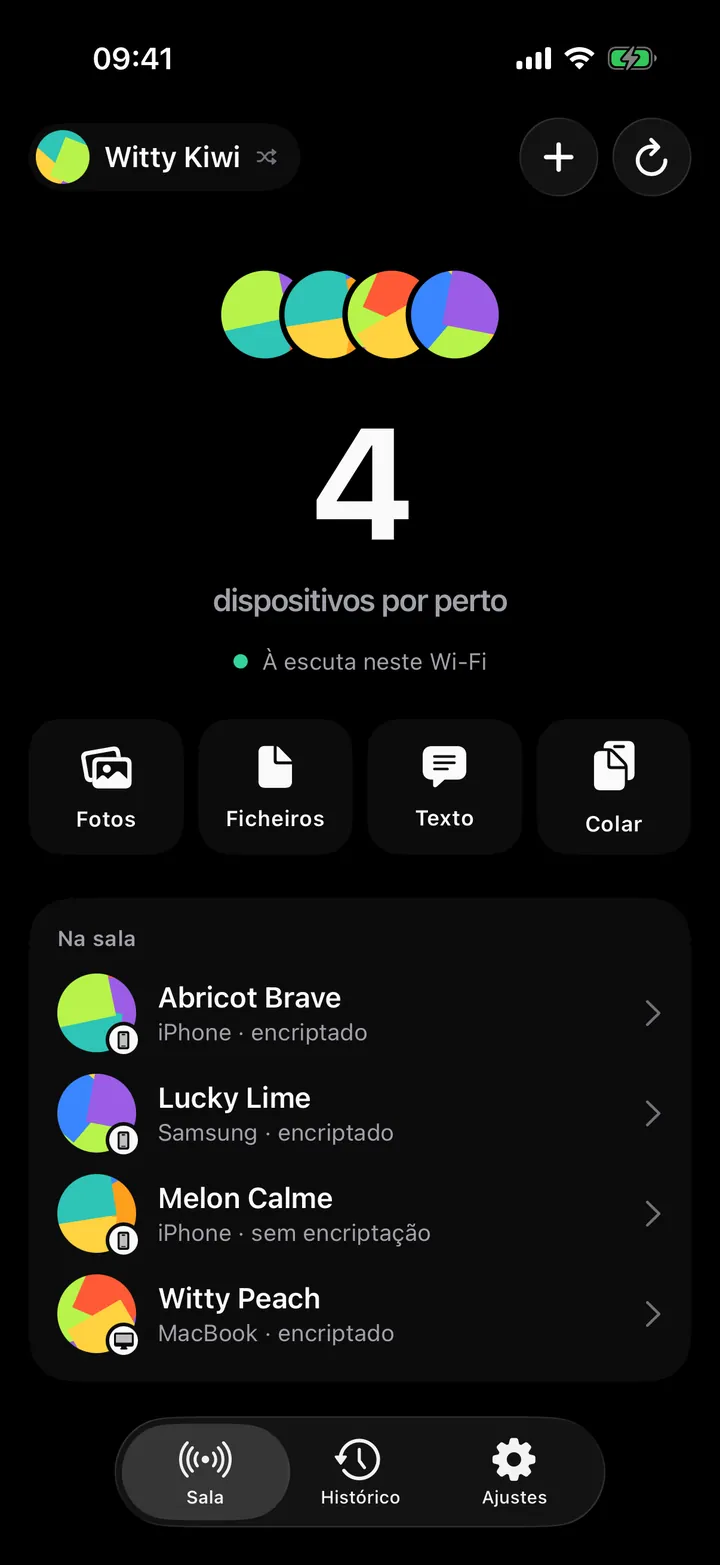 09:41
Witty Kiwi
4
dispositivos por perto
À escuta neste Wi-Fi
Fotos
Ficheiros
Texto
Colar
Na sala
Abricot Brave
iPhone · encriptado
Lucky Lime
Samsung · encriptado
Melon Calme
iPhone · sem encriptação
Witty Peach
MacBook · encriptado
Sala
Histórico
Ajustes